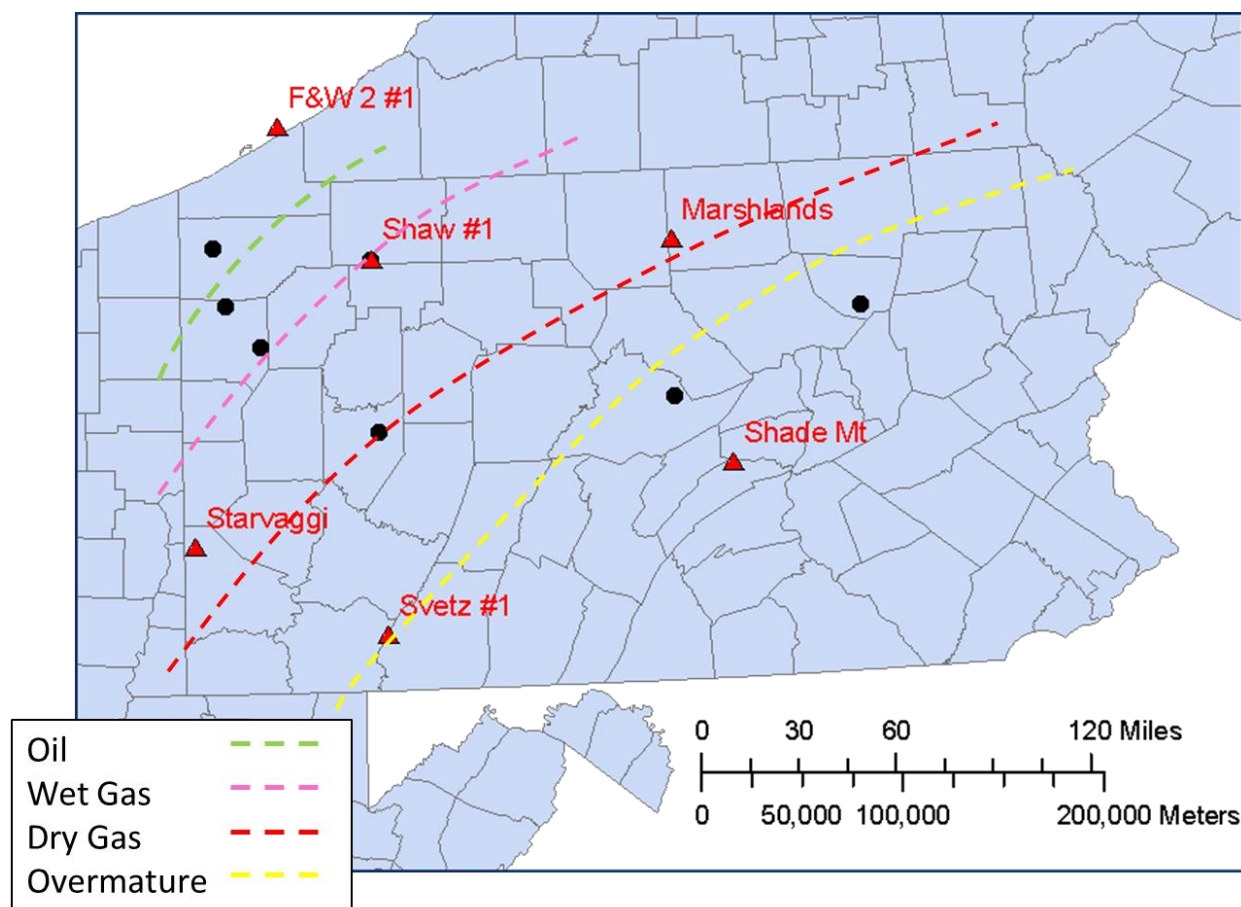 F&W 2 #1
Shaw #1
Marshlands
Shade Mt
Starvaggi
Svetz #1
0 30 60 120 Miles
0 50,000 100,000 200,000 Meters
Oil
Wet Gas
Dry Gas
Overmature